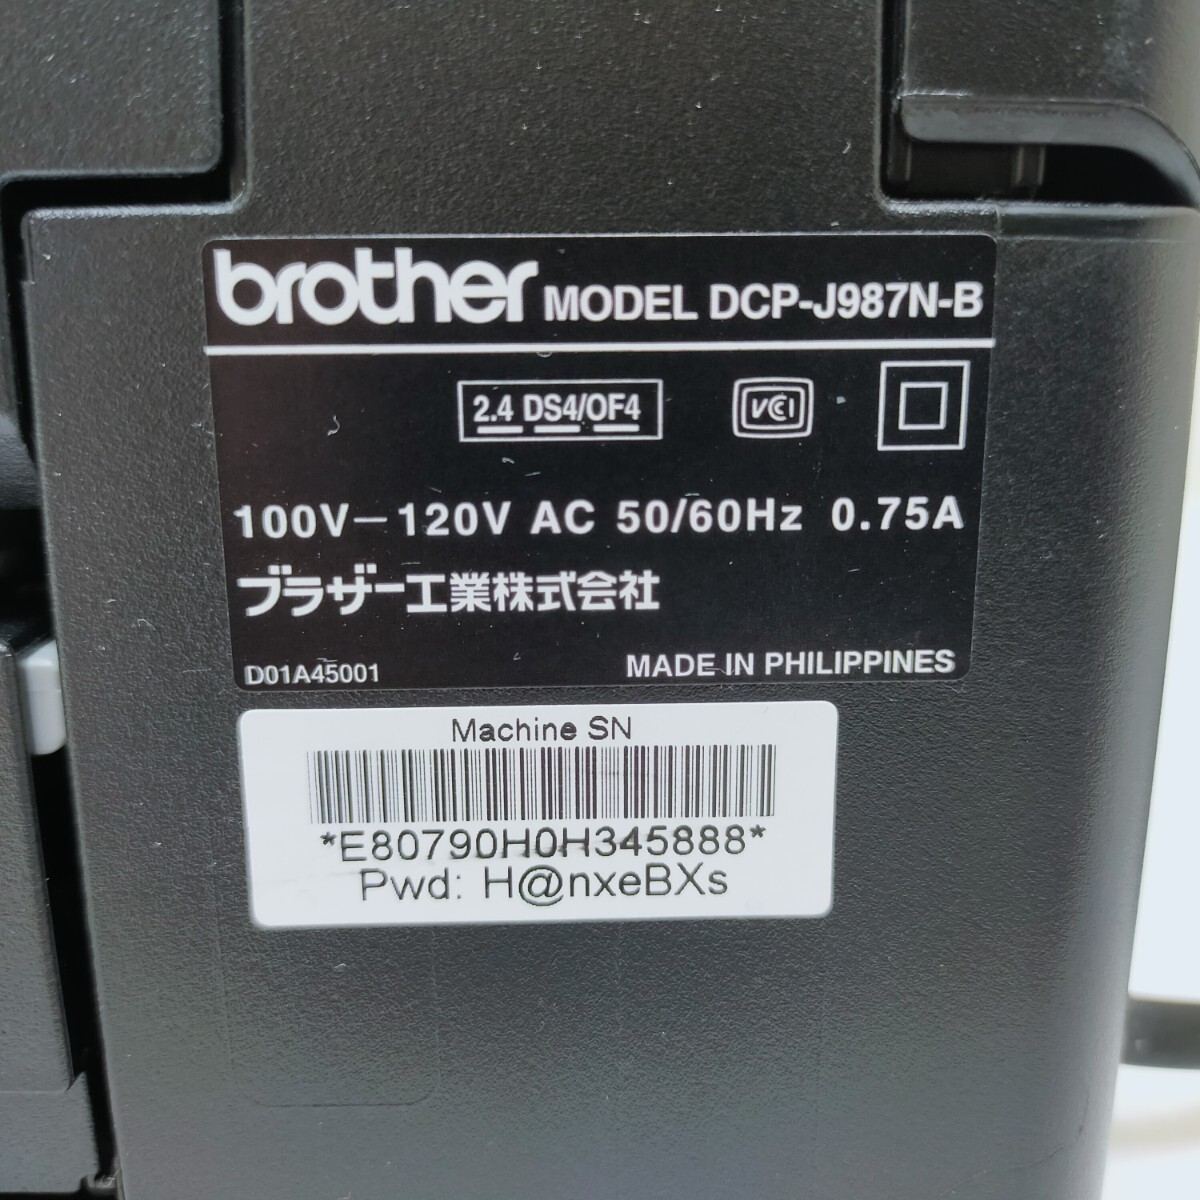 brother MODEL DCP-J987N-B
2.4 DS4/OF4 VCI
100V-120V AC 50/60Hz 0.75A
ブラザー工業株式会社
D01A45001 MADE IN PHILIPPINES
Machine SN
*E80790H0H345888*
Pwd: H@nxeBXs